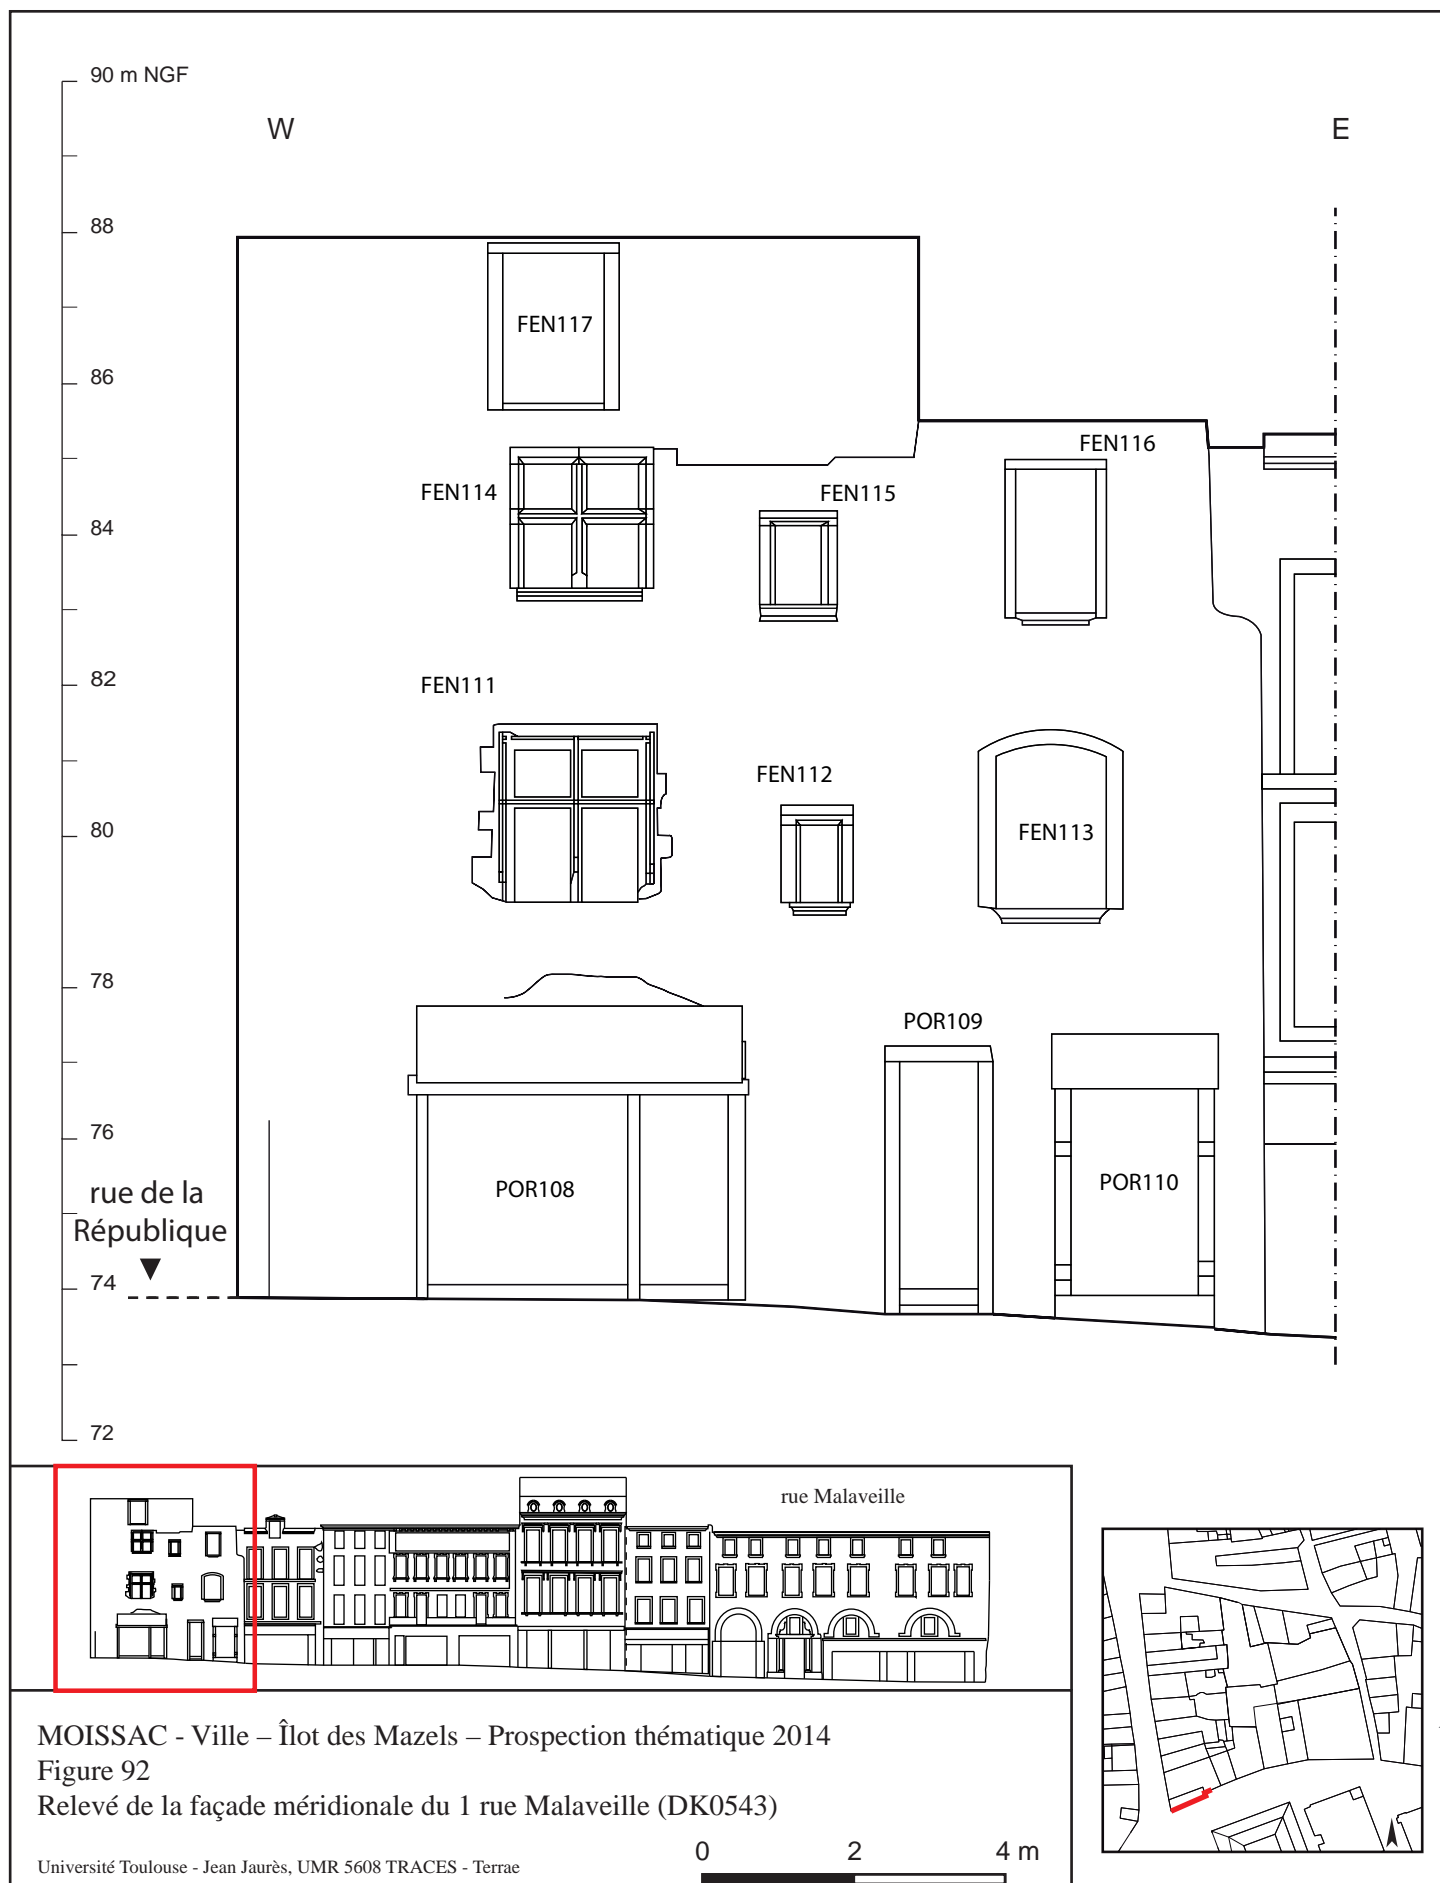 90 m NGF
W
E
88
FEN117
86
FEN116
FEN114
FEN115
84
82
FEN111
FEN112
80
FEN113
78
POR109
76
POR108
POR110
rue de la
République
74
72
rue Malaveille
MOISSAC - Ville – Îlot des Mazels – Prospection thématique 2014
Figure 92
Relevé de la façade méridionale du 1 rue Malaveille (DK0543)
0 2 4 m
Université Toulouse - Jean Jaurès, UMR 5608 TRACES - Terrae